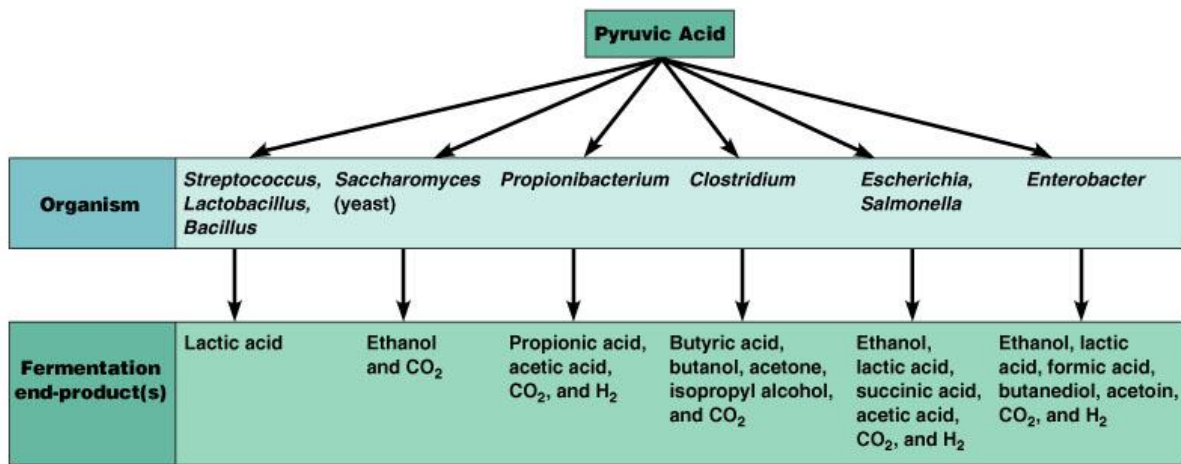 Pyruvic Acid
Organism
Streptococcus,
Lactobacillus,
Bacillus
Saccharomyces
(yeast)
Propionibacterium
Clostridium
Escherichia,
Salmonella
Enterobacter
Fermentation
end-product(s)
Lactic acid
Ethanol
and CO₂
Propionic acid,
acetic acid,
CO₂, and H₂
Butyric acid,
butanol, acetone,
isopropyl alcohol,
and CO₂
Ethanol,
lactic acid,
succinic acid,
acetic acid,
CO₂, and H₂
Ethanol, lactic
acid, formic acid,
butanediol, acetoin,
CO₂, and H₂